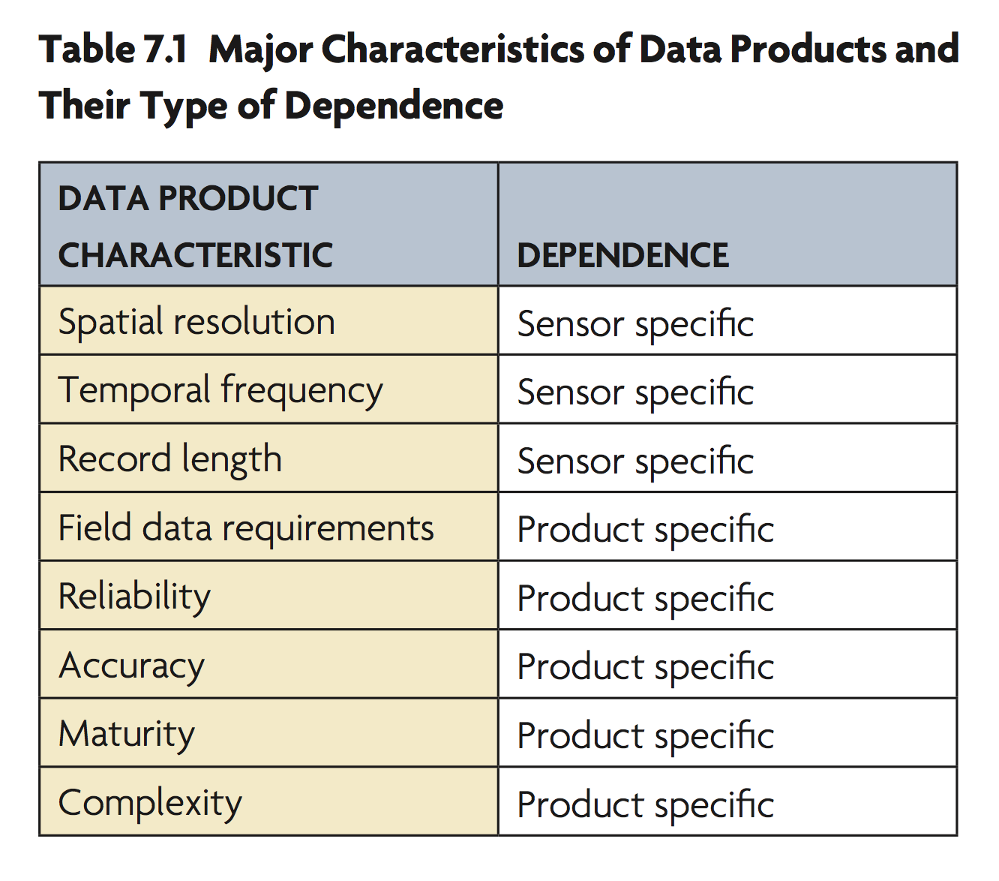 Table 7.1 Major Characteristics of Data Products and
Their Type of Dependence
DATA PRODUCT
CHARACTERISTIC DEPENDENCE
Spatial resolution Sensor specific
Temporal frequency Sensor specific
Record length Sensor specific
Field data requirements Product specific
Reliability Product specific
Accuracy Product specific
Maturity Product specific
Complexity Product specific